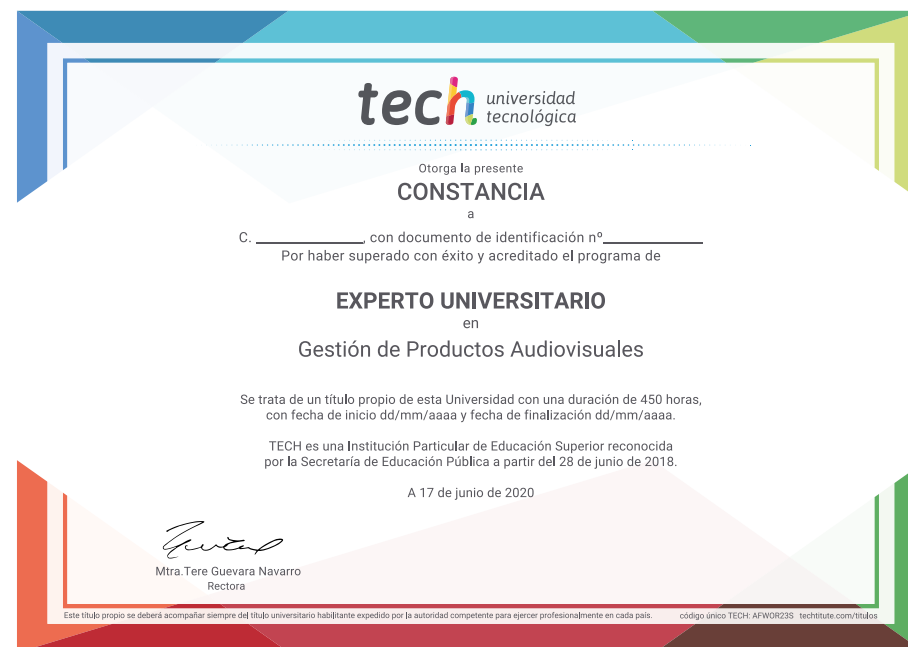 tech universidad
tecnológica
Otorga la presente
CONSTANCIA
a
C. ____________, con documento de identificación nº____________
Por haber superado con éxito y acreditado el programa de
EXPERTO UNIVERSITARIO
en
Gestión de Productos Audiovisuales
Se trata de un título propio de esta Universidad con una duración de 450 horas,
con fecha de inicio dd/mm/aaaa y fecha de finalización dd/mm/aaaa.
TECH es una Institución Particular de Educación Superior reconocida
por la Secretaría de Educación Pública a partir del 28 de junio de 2018.
A 17 de junio de 2020
Mtra.Tere Guevara Navarro
Rectora
Este título propio se deberá acompañar siempre del título universitario habilitante expedido por la autoridad competente para ejercer profesionalmente en cada país. código único TECH: AFWOR23S techtitute.com/titulos